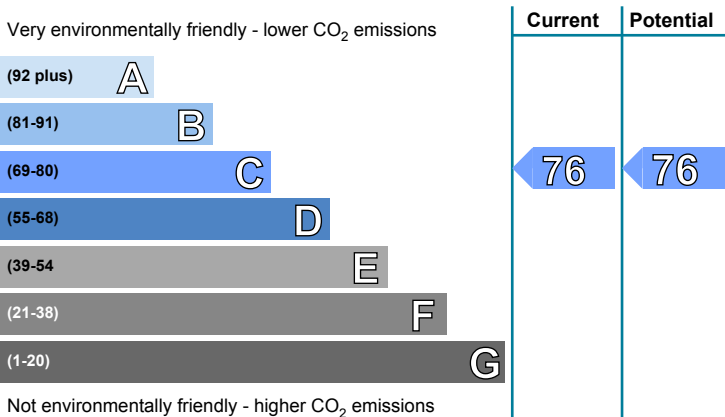 Very environmentally friendly - lower CO₂ emissions
Current Potential
(92 plus) A
(81-91) B
(69-80) C 76 76
(55-68) D
(39-54 E
(21-38) F
(1-20) G
Not environmentally friendly - higher CO₂ emissions